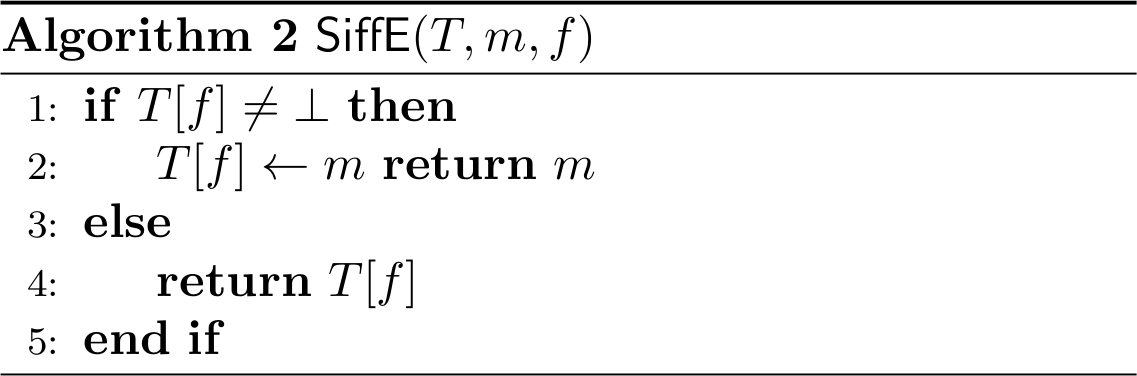 Algorithm 2 SiffE(T, m, f)
1: if T[f] ≠ ⊥ then
2: T[f] ← m return m
3: else
4: return T[f]
5: end if